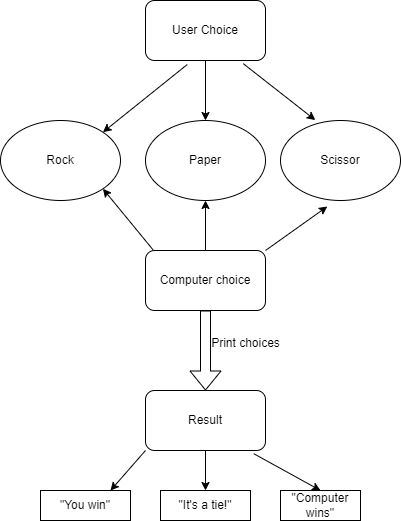 User Choice
Rock
Paper
Scissor
Computer choice
Print choices
Result
"You win"
"It's a tie!"
"Computer
wins"